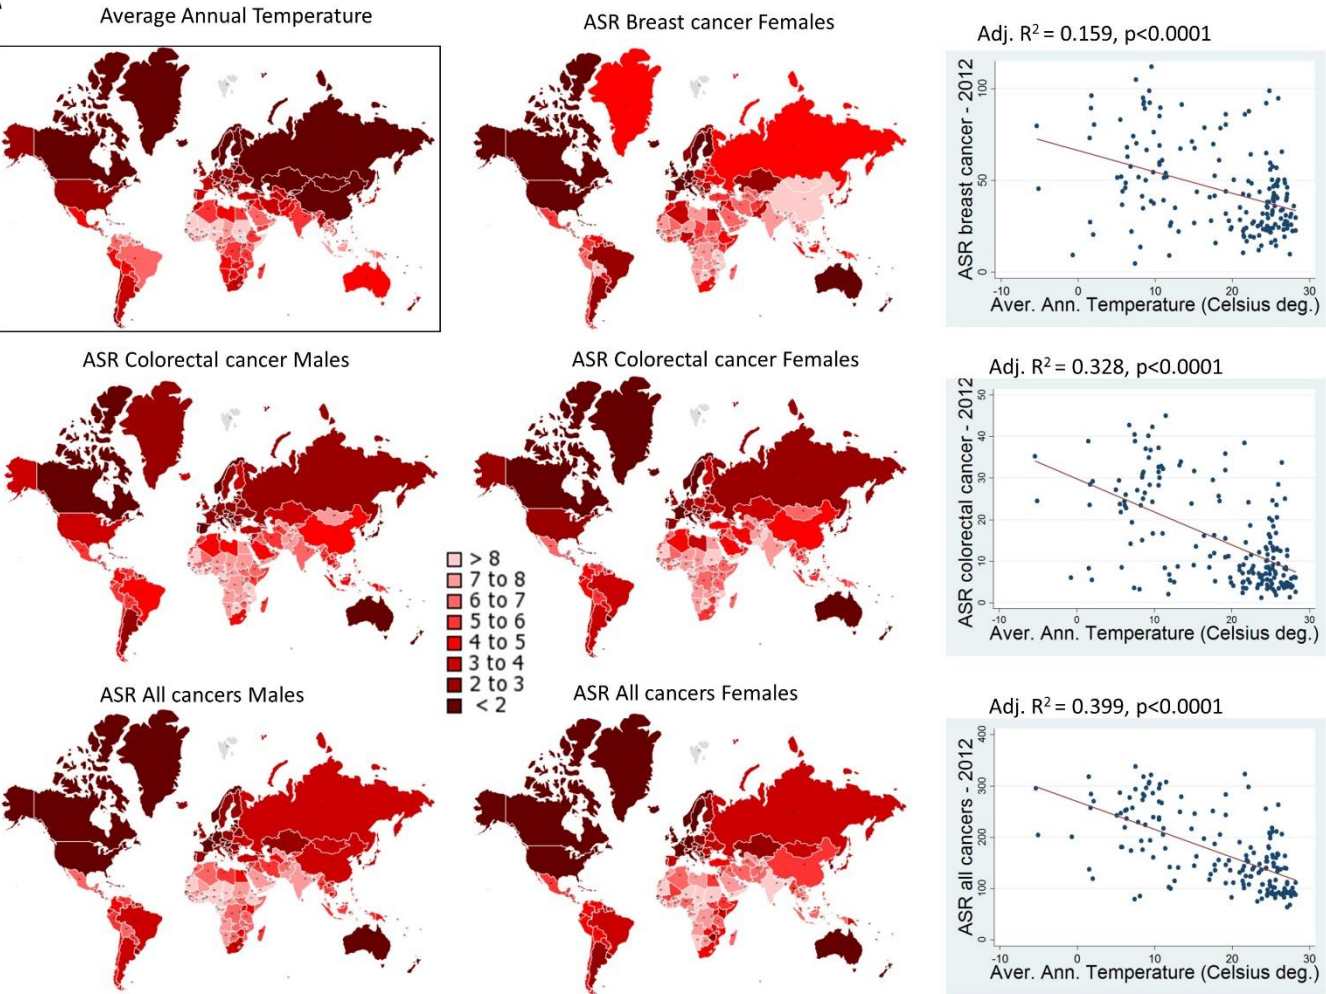 Average Annual Temperature
ASR Breast cancer Females
Adj. R² = 0.159, p<0.0001
ASR breast cancer - 2012
100
50
0
-10 0 10 20 30
Aver. Ann. Temperature (Celsius deg.)
ASR Colorectal cancer Males
ASR Colorectal cancer Females
Adj. R² = 0.328, p<0.0001
ASR colorectal cancer - 2012
50
40
30
20
10
0
-10 0 10 20 30
Aver. Ann. Temperature (Celsius deg.)
> 8
7 to 8
6 to 7
5 to 6
4 to 5
3 to 4
2 to 3
< 2
ASR All cancers Males
ASR All cancers Females
Adj. R² = 0.399, p<0.0001
ASR all cancers - 2012
400
300
200
100
0
-10 0 10 20 30
Aver. Ann. Temperature (Celsius deg.)